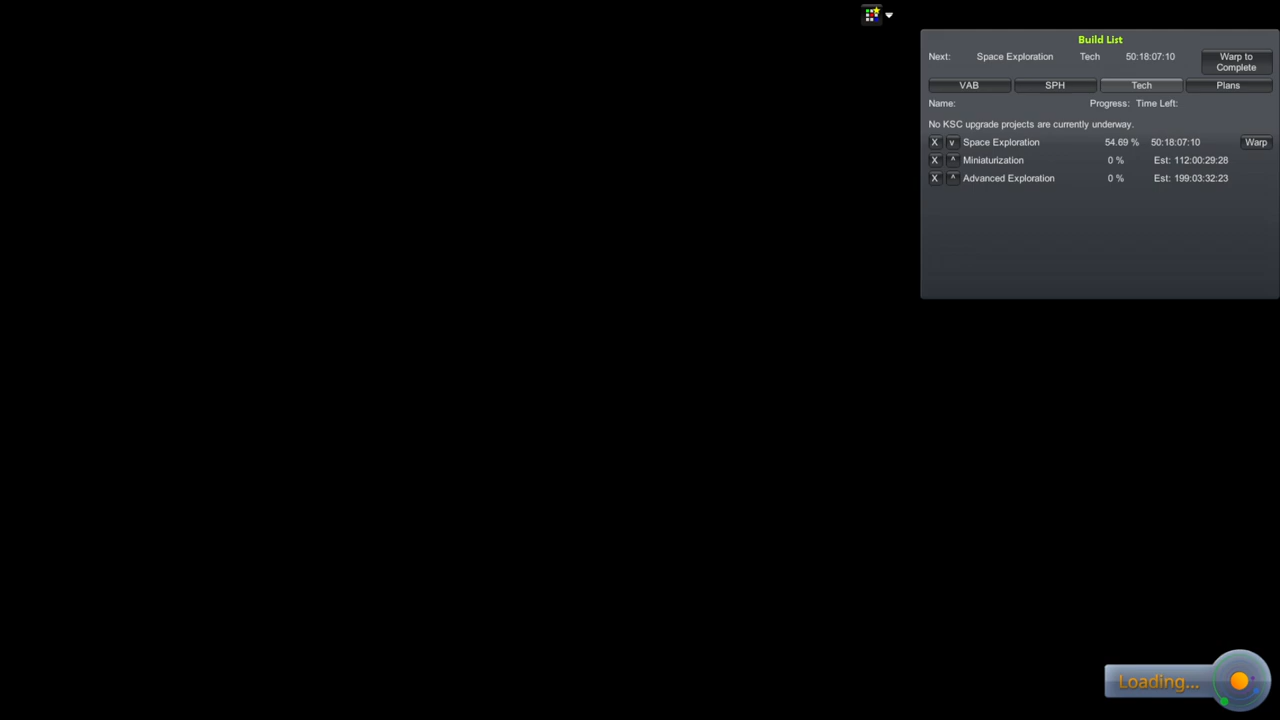 Build List
Next: Space Exploration Tech 50:18:07:10 Warp to Complete
VAB SPH Tech Plans
Name: Progress: Time Left:
No KSC upgrade projects are currently underway.
X v Space Exploration 54.69 % 50:18:07:10 Warp
X ^ Miniaturization 0 % Est: 112:00:29:28
X ^ Advanced Exploration 0 % Est: 199:03:32:23
Loading...